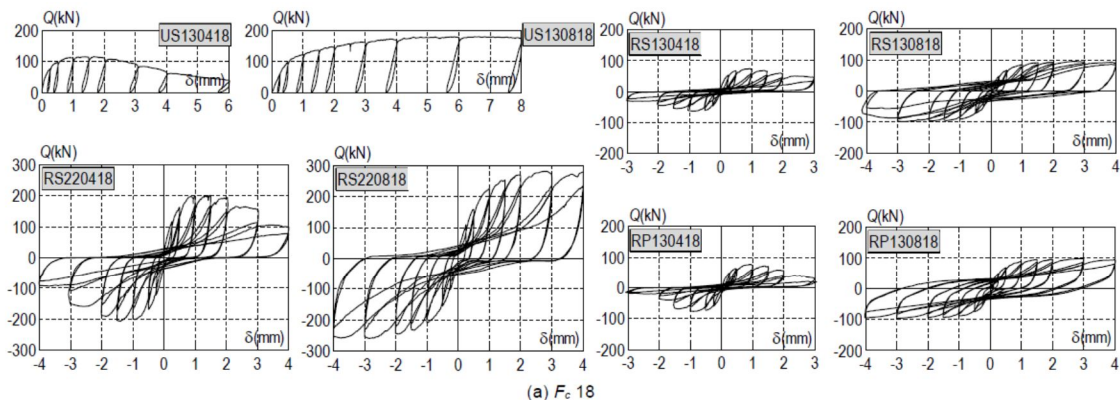 Q(kN)
200
100
0
US130418
δ(mm)
0 1 2 3 4 5 6
Q(kN)
200
100
0
US130818
δ(mm)
0 1 2 3 4 5 6 7 8
Q(kN)
200
100
0
-100
-200
RS130418
δ(mm)
-3 -2 -1 0 1 2 3
Q(kN)
200
100
0
-100
-200
RS130818
δ(mm)
-4 -3 -2 -1 0 1 2 3 4
Q(kN)
300
200
100
0
-100
-200
-300
RS220418
δ(mm)
-4 -3 -2 -1 0 1 2 3 4
Q(kN)
300
200
100
0
-100
-200
-300
RS220818
δ(mm)
-4 -3 -2 -1 0 1 2 3 4
Q(kN)
200
100
0
-100
-200
RP130418
δ(mm)
-3 -2 -1 0 1 2 3
Q(kN)
200
100
0
-100
-200
RP130818
δ(mm)
-4 -3 -2 -1 0 1 2 3 4
(a) Fc 18